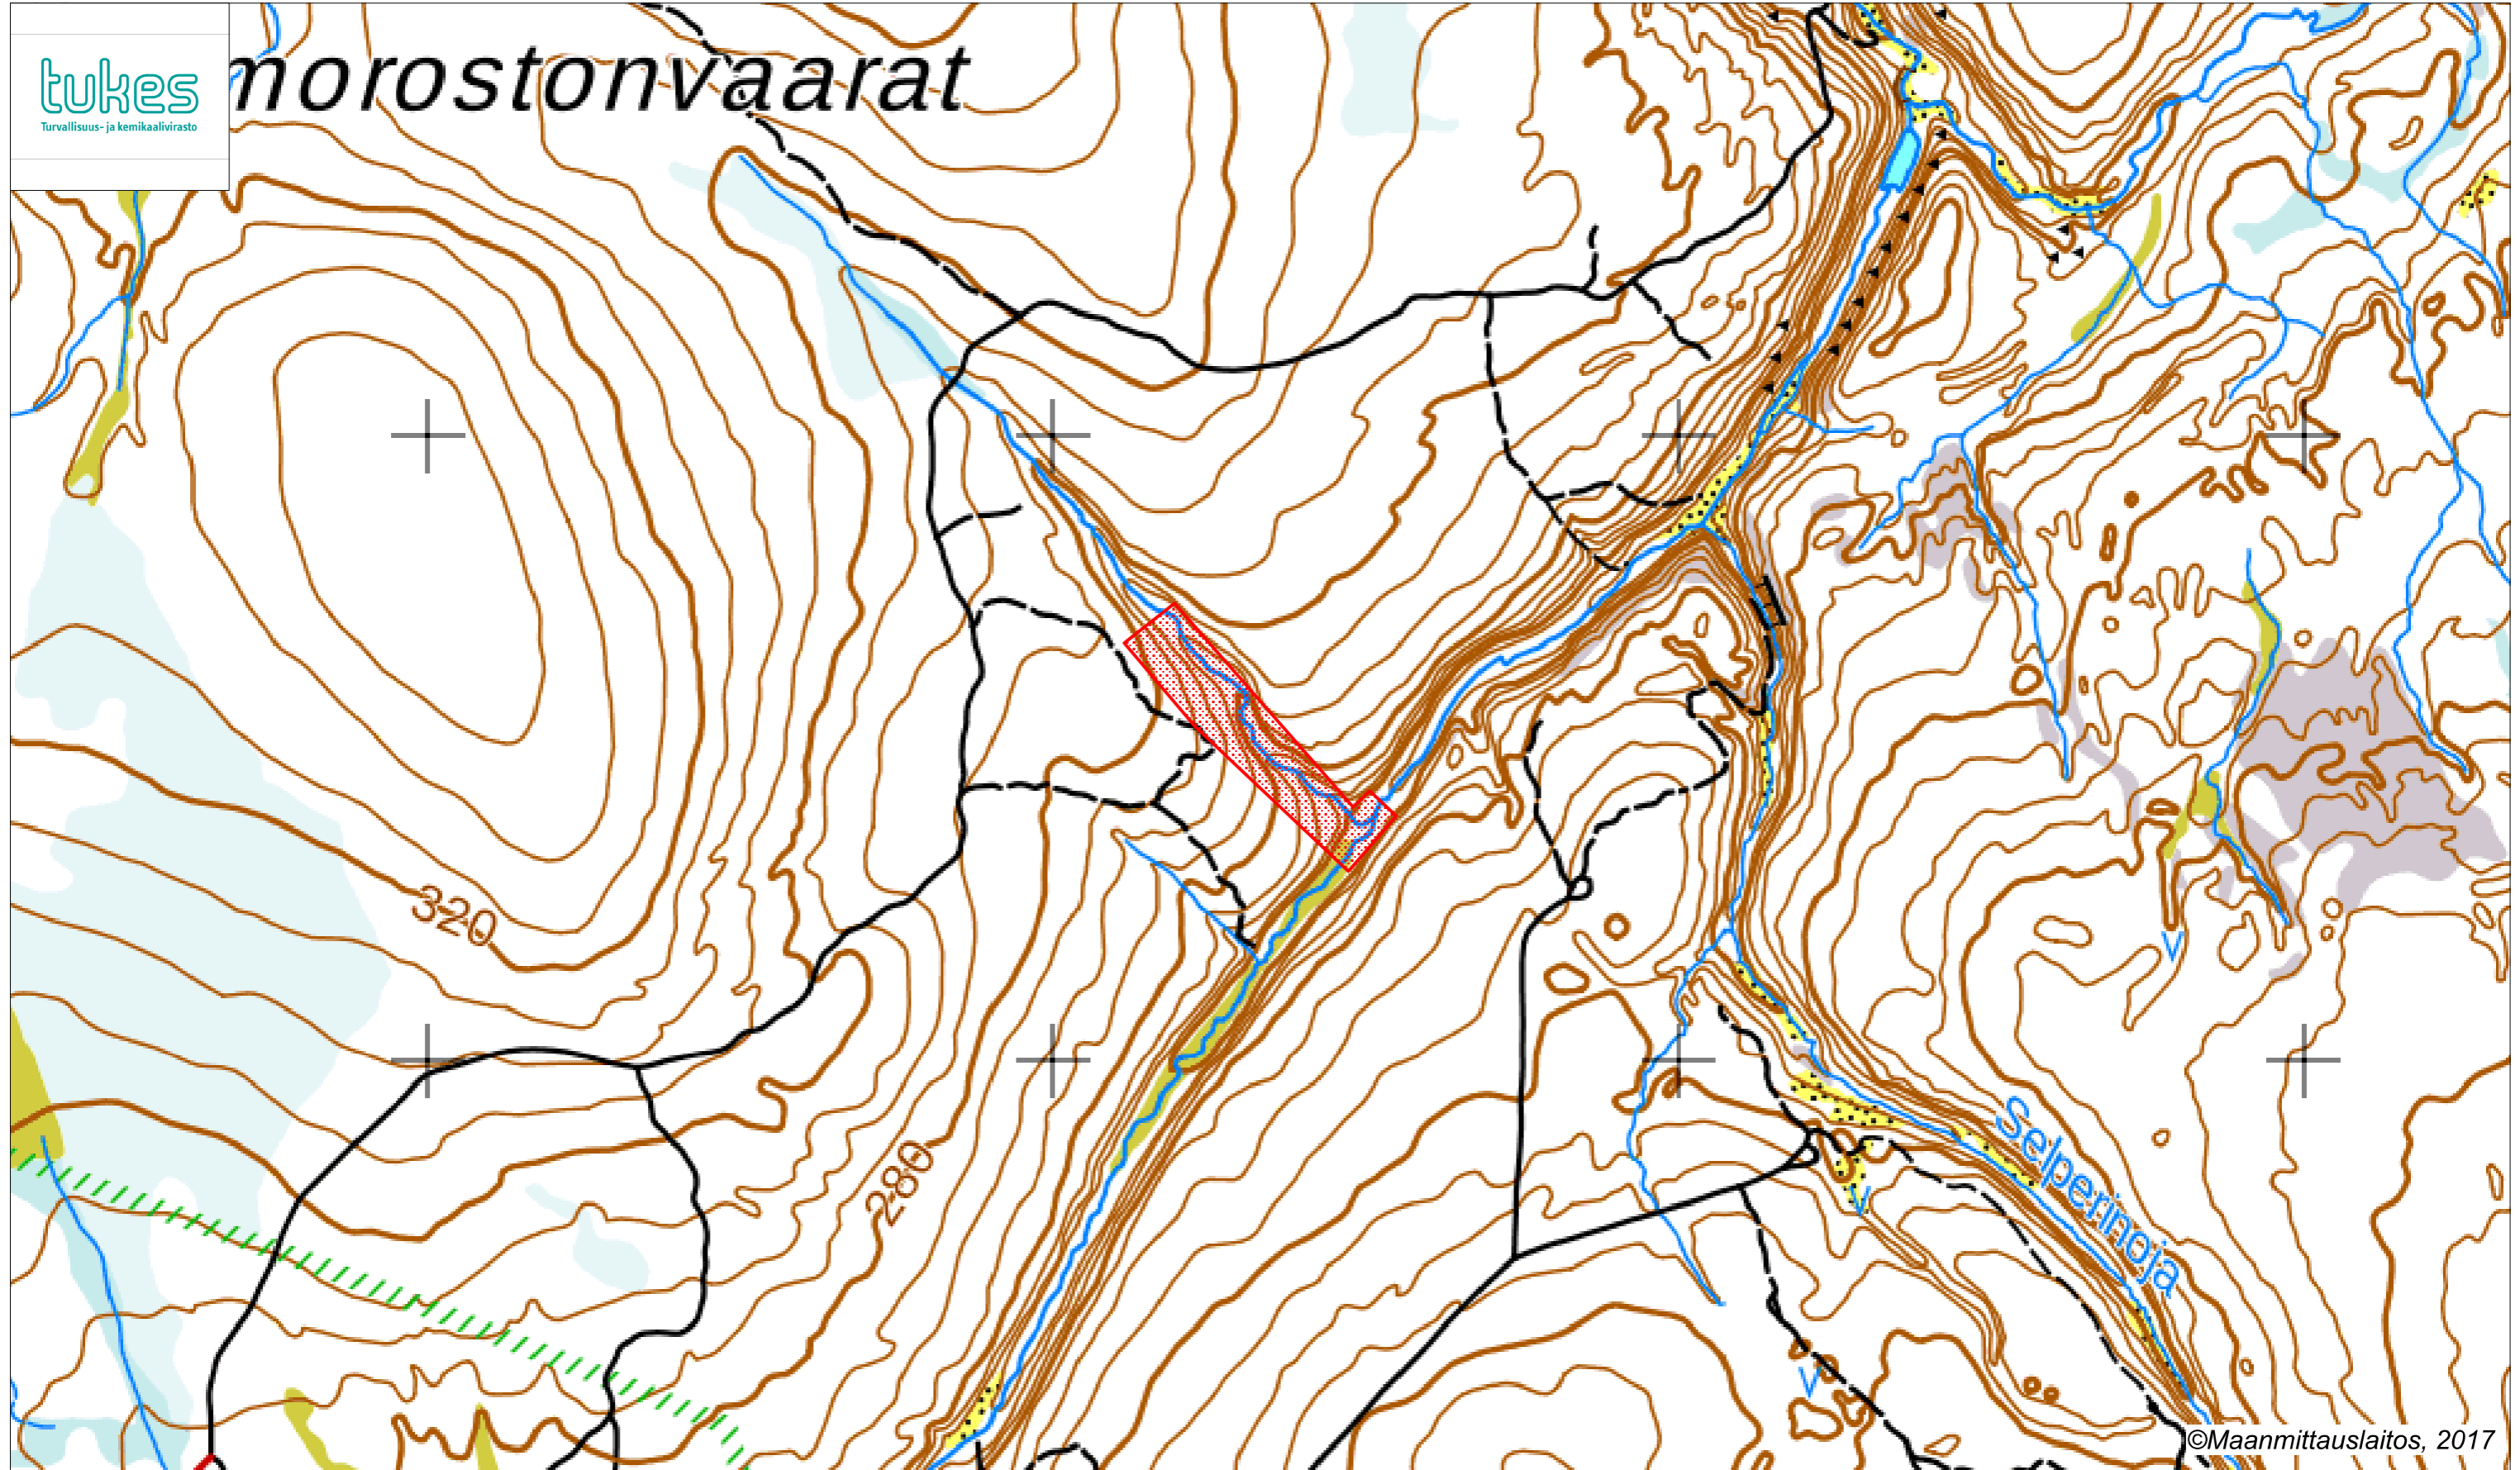 tukes
Turvallisuus- ja kemikaalivirasto
morostonvaarat
320
280
Selperinoja
V
V
V
©Maanmittauslaitos, 2017